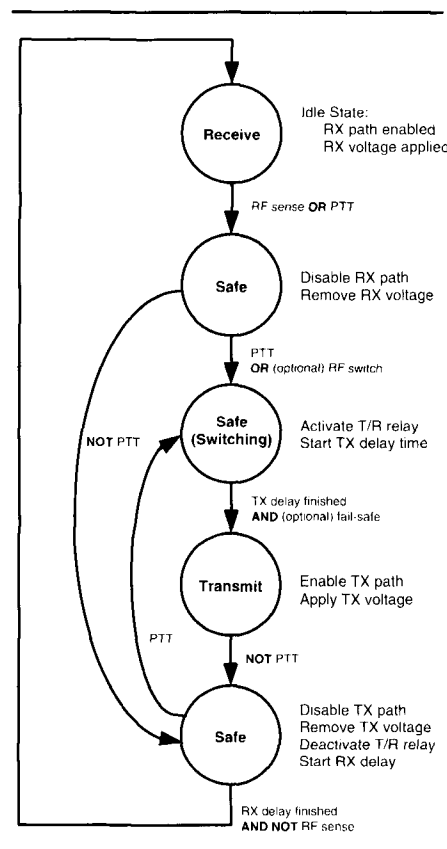 Receive
Idle State:
RX path enabled
RX voltage applied
RF sense OR PTT
Safe
Disable RX path
Remove RX voltage
PTT
OR (optional) RF switch
Safe
(Switching)
Activate T/R relay
Start TX delay time
NOT PTT
TX delay finished
AND (optional) fail-safe
Transmit
Enable TX path
Apply TX voltage
PTT
NOT PTT
Safe
Disable TX path
Remove TX voltage
Deactivate T/R relay
Start RX delay
RX delay finished
AND NOT RF sense